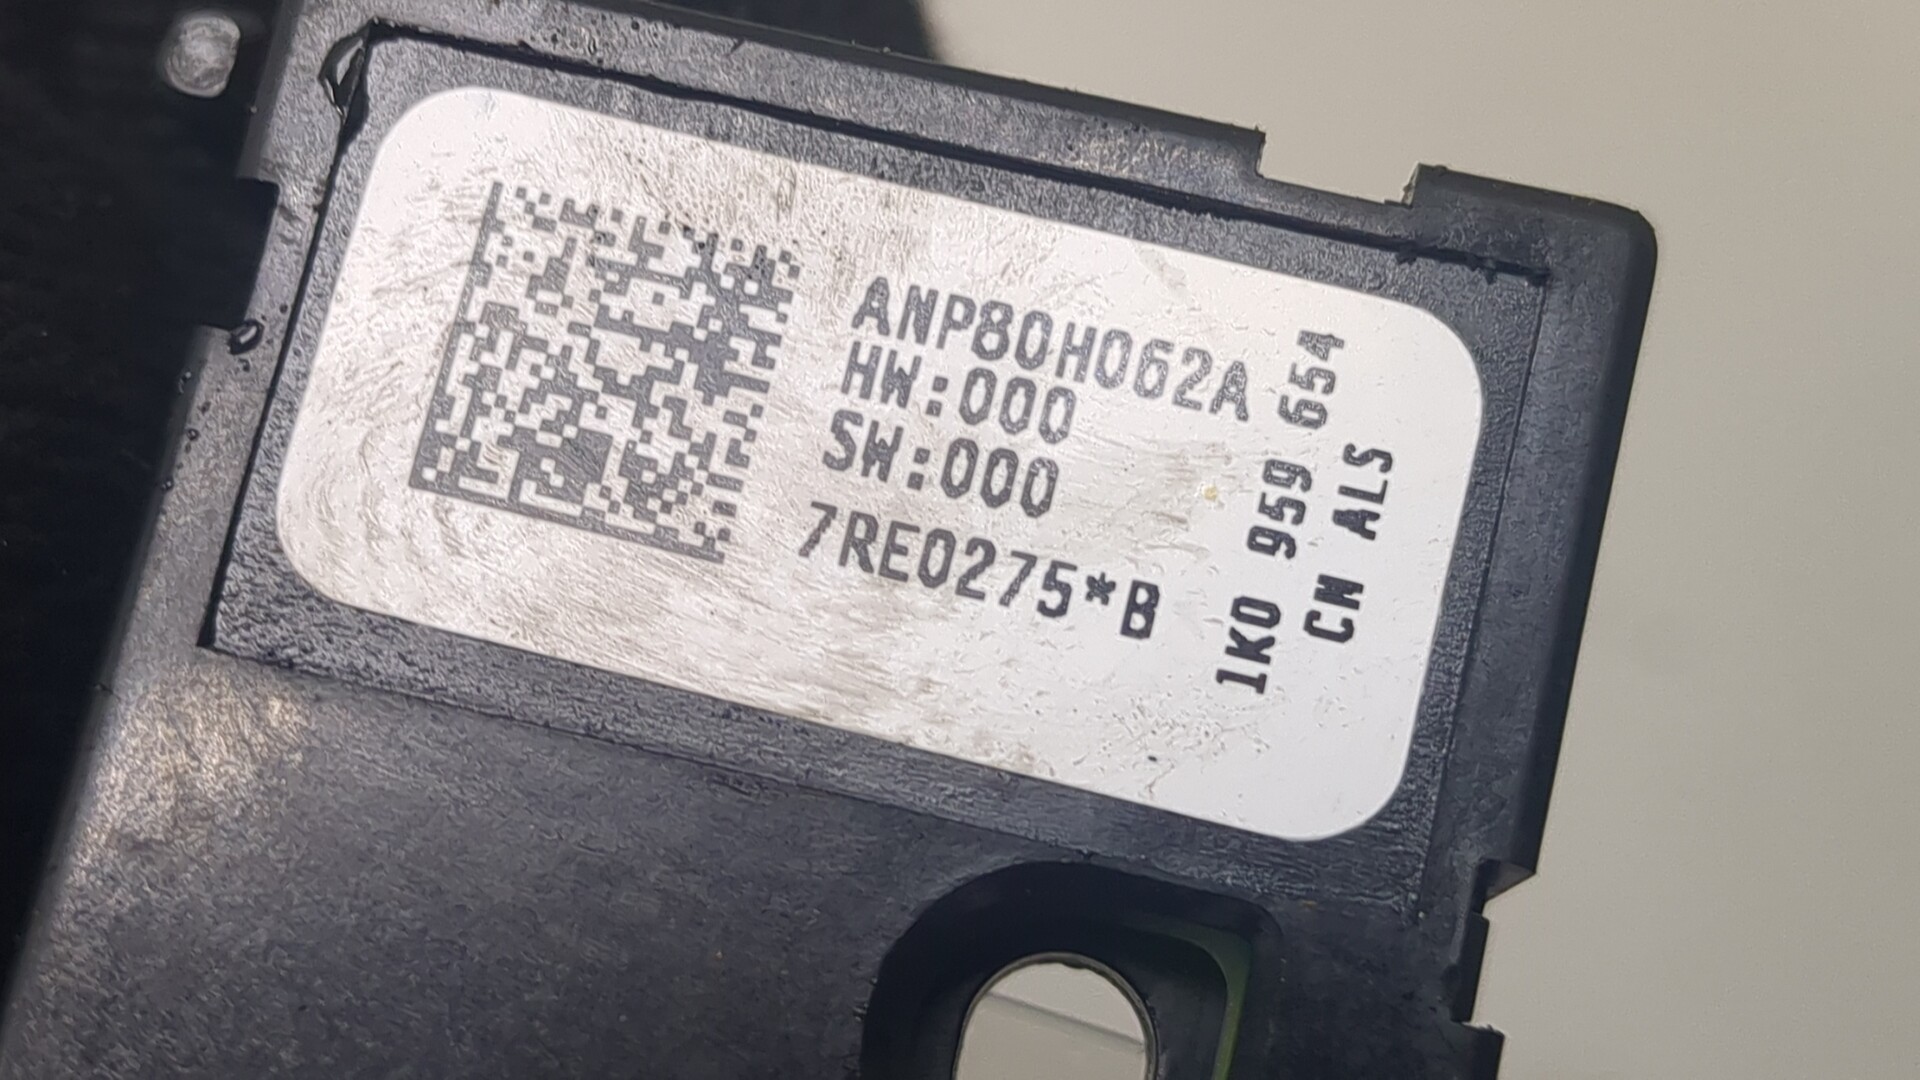 ANP80H062A
HW:000
SW:000
7RE0275*B
1K0 959 654
CN ALS